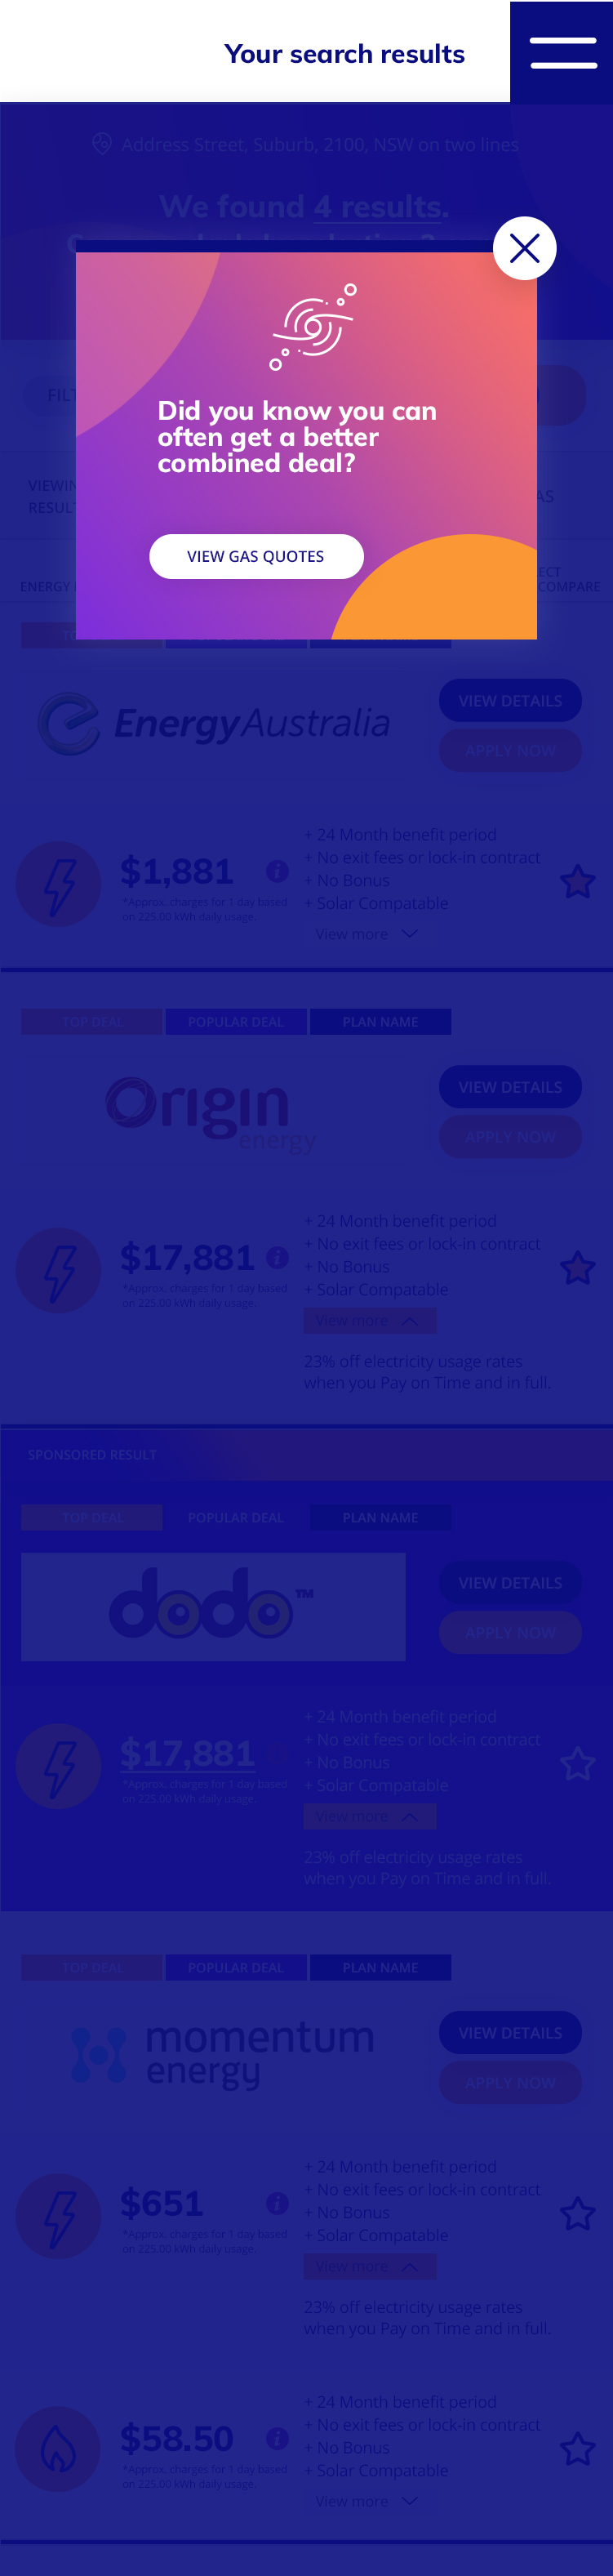 Your search results
Address Street, Suburb, 2100, NSW on two lines
We found 4 results.
Did you know you can
often get a better
combined deal?
VIEW GAS QUOTES
ENERGY
COMPARE
EnergyAustralia
VIEW DETAILS
APPLY NOW
+ 24 Month benefit period
+ No exit fees or lock-in contract
$1,881 i
+ No Bonus
*Approx. charges for 1 day based
on 225.00 kWh daily usage.
+ Solar Compatable
View more
TOP DEAL POPULAR DEAL PLAN NAME
Origin
energy
VIEW DETAILS
APPLY NOW
+ 24 Month benefit period
+ No exit fees or lock-in contract
$17,881 i
+ No Bonus
*Approx. charges for 1 day based
on 225.00 kWh daily usage.
+ Solar Compatable
View more
23% off electricity usage rates
when you Pay on Time and in full.
SPONSORED RESULT
TOP DEAL POPULAR DEAL PLAN NAME
dodo™
VIEW DETAILS
APPLY NOW
+ 24 Month benefit period
+ No exit fees or lock-in contract
$17,881
+ No Bonus
*Approx. charges for 1 day based
on 225.00 kWh daily usage.
+ Solar Compatable
View more
23% off electricity usage rates
when you Pay on Time and in full.
TOP DEAL POPULAR DEAL PLAN NAME
momentum
energy
VIEW DETAILS
APPLY NOW
+ 24 Month benefit period
+ No exit fees or lock-in contract
$651 i
+ No Bonus
*Approx. charges for 1 day based
on 225.00 kWh daily usage.
+ Solar Compatable
View more
23% off electricity usage rates
when you Pay on Time and in full.
+ 24 Month benefit period
+ No exit fees or lock-in contract
$58.50 i
+ No Bonus
*Approx. charges for 1 day based
on 225.00 kWh daily usage.
+ Solar Compatable
View more